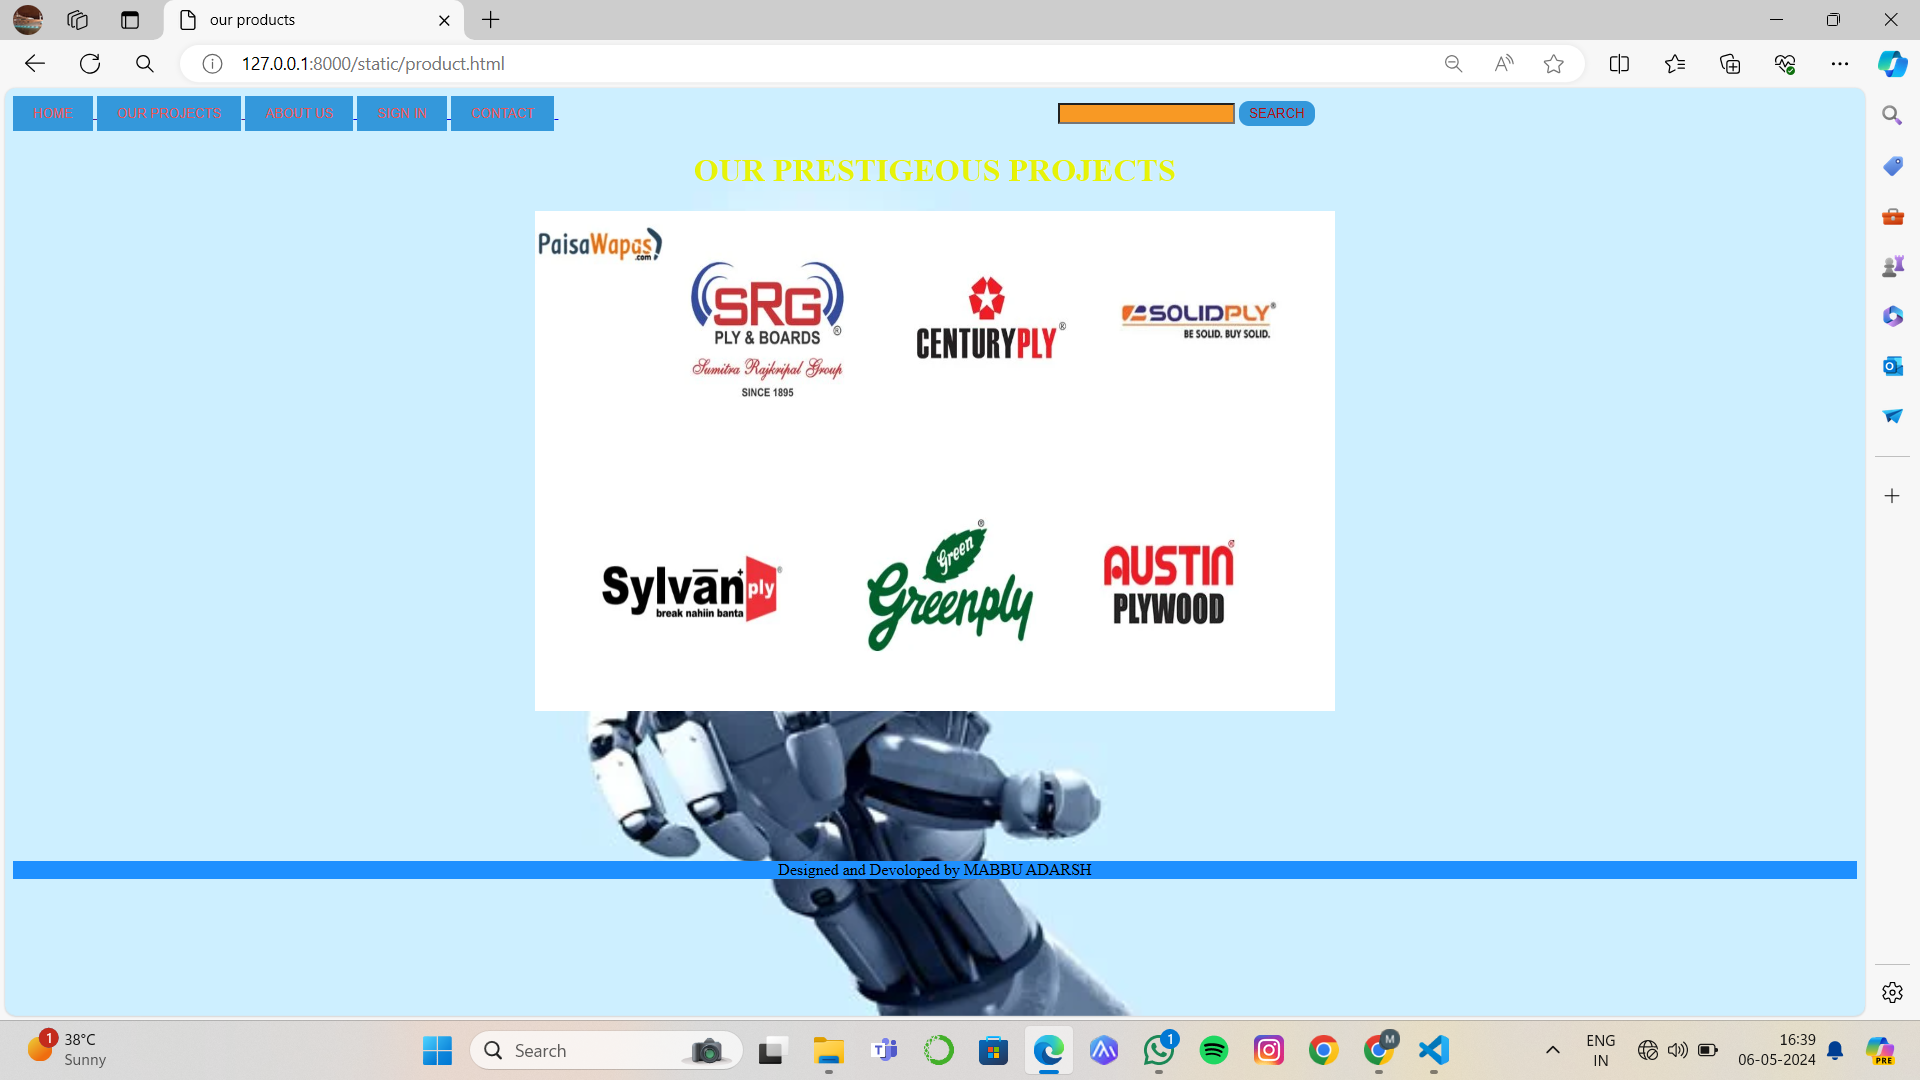 our products
127.0.0.1:8000/static/product.html
HOME OUR PROJECTS ABOUT US SIGN IN CONTACT SEARCH
OUR PRESTIGEOUS PROJECTS
PaisaWapas
.com
SRG
PLY & BOARDS ®
Sumitra Rajkripal Group
SINCE 1895
CENTURYPLY®
SOLIDPLY®
BE SOLID. BUY SOLID.
Sylvan+ ply®
break nahiin banta
Green®
Greenply
AUSTIN®
PLYWOOD
Designed and Devoloped by MABBU ADARSH
1
38°C
Sunny
Search
1
M
ENG
IN
16:39
06-05-2024
PRE